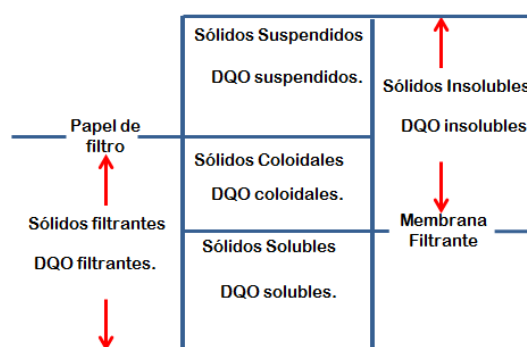 Sólidos Suspendidos
DQO suspendidos.
Sólidos Insolubles
DQO insolubles
Papel de
filtro
Sólidos Coloidales
DQO coloidales.
Sólidos filtrantes
DQO filtrantes.
Membrana
Filtrante
Sólidos Solubles
DQO solubles.